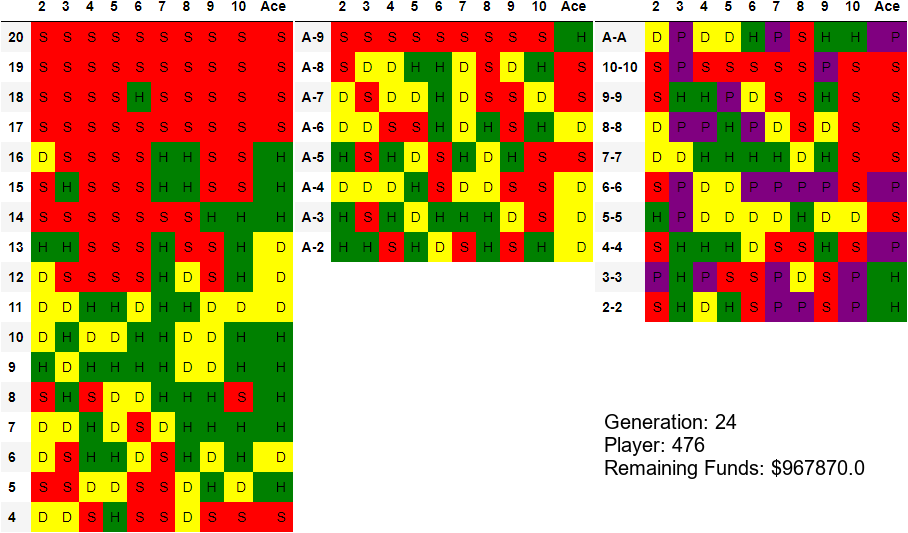 2 3 4 5 6 7 8 9 10 Ace
20 S S S S S S S S S S
19 S S S S S S S S S S
18 S S S S H S S S S S
17 S S S S S S S S S S
16 D S S S S H H S S H
15 S H S S S H H S S H
14 S S S S S S S H H H
13 H H S S S H S S H D
12 D S S S S H D S H D
11 D D H H D H H D D D
10 D H D D H H D D H H
9 H D H H H H D D H H
8 S H S D D H H H S H
7 D D H D S D H H H H
6 D S H H D S H D H D
5 S S D D S S D H D H
4 D D S H S S D S S S
2 3 4 5 6 7 8 9 10 Ace
A-9 S S S S S S S S S H
A-8 S D D H H D S D H S
A-7 D S D D H D S S D S
A-6 D D S S H D H S H D
A-5 H S H D S H D H S S
A-4 D D D H S D D S S D
A-3 H S H D H H H D S D
A-2 H H S H D S H S H D
2 3 4 5 6 7 8 9 10 Ace
A-A D P D D H P S H H P
10-10 S P S S S S S P S S
9-9 S H H P D S S H S S
8-8 D P P H P D S D S S
7-7 D D H H H H D H S S
6-6 S P D D P P P P S P
5-5 H P D D D D H D D S
4-4 S H H H D S S H S P
3-3 P H P S S P D S P H
2-2 S H D H S P P S P H
Generation: 24
Player: 476
Remaining Funds: $967870.0